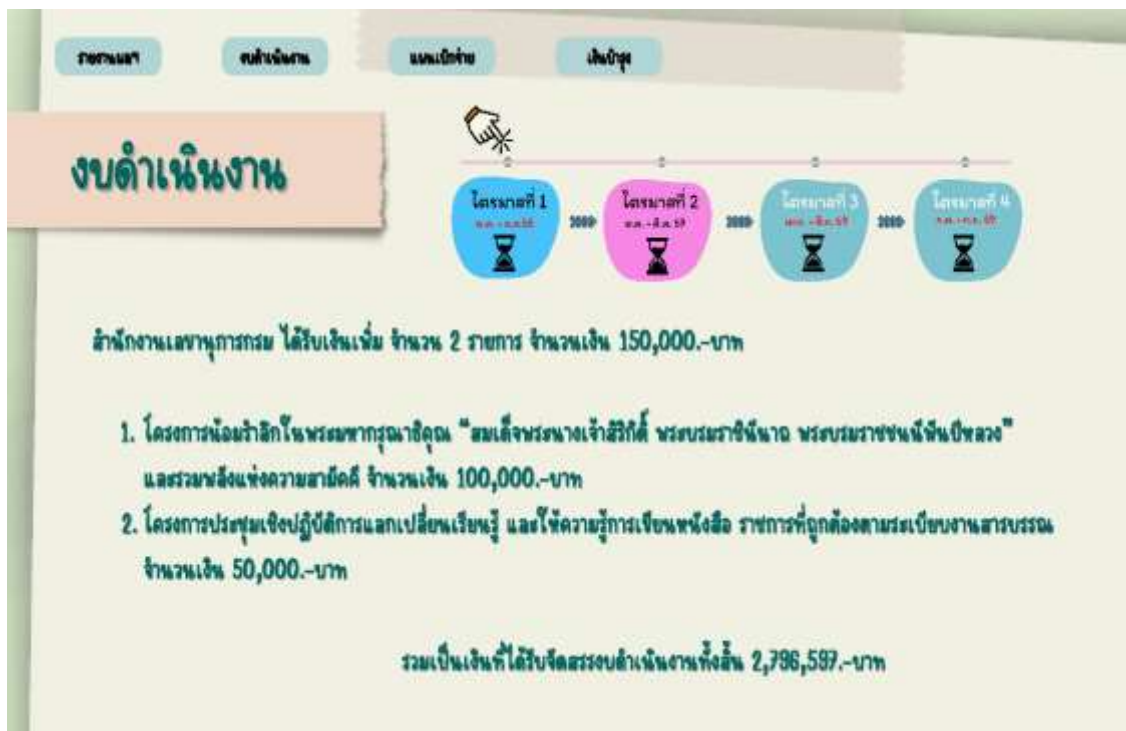 รายงานผลฯ
งบดำเนินงาน
แผนเบิกจ่าย
เงินบำรุง
งบดำเนินงาน
ไตรมาสที่ 1
ไตรมาสที่ 2
ไตรมาสที่ 3
ไตรมาสที่ 4
ม.ค. - มี.ค. 69
สำนักงานเลขานุการกรม ได้รับเงินเพิ่ม จำนวน 2 รายการ จำนวนเงิน 150,000.-บาท
1. โครงการน้อมรำลึกในพระมหากรุณาธิคุณ “สมเด็จพระนางเจ้าสิริกิติ์ พระบรมราชินีนาถ พระบรมราชชนนีพันปีหลวง”
และรวมพลังแห่งความสามัคคี จำนวนเงิน 100,000.-บาท
2. โครงการประชุมเชิงปฏิบัติการแลกเปลี่ยนเรียนรู้ และให้ความรู้การเขียนหนังสือ ราชการที่ถูกต้องตามระเบียบงานสารบรรณ
จำนวนเงิน 50,000.-บาท
รวมเป็นเงินที่ได้รับจัดสรรงบดำเนินงานทั้งสิ้น 2,796,597.-บาท